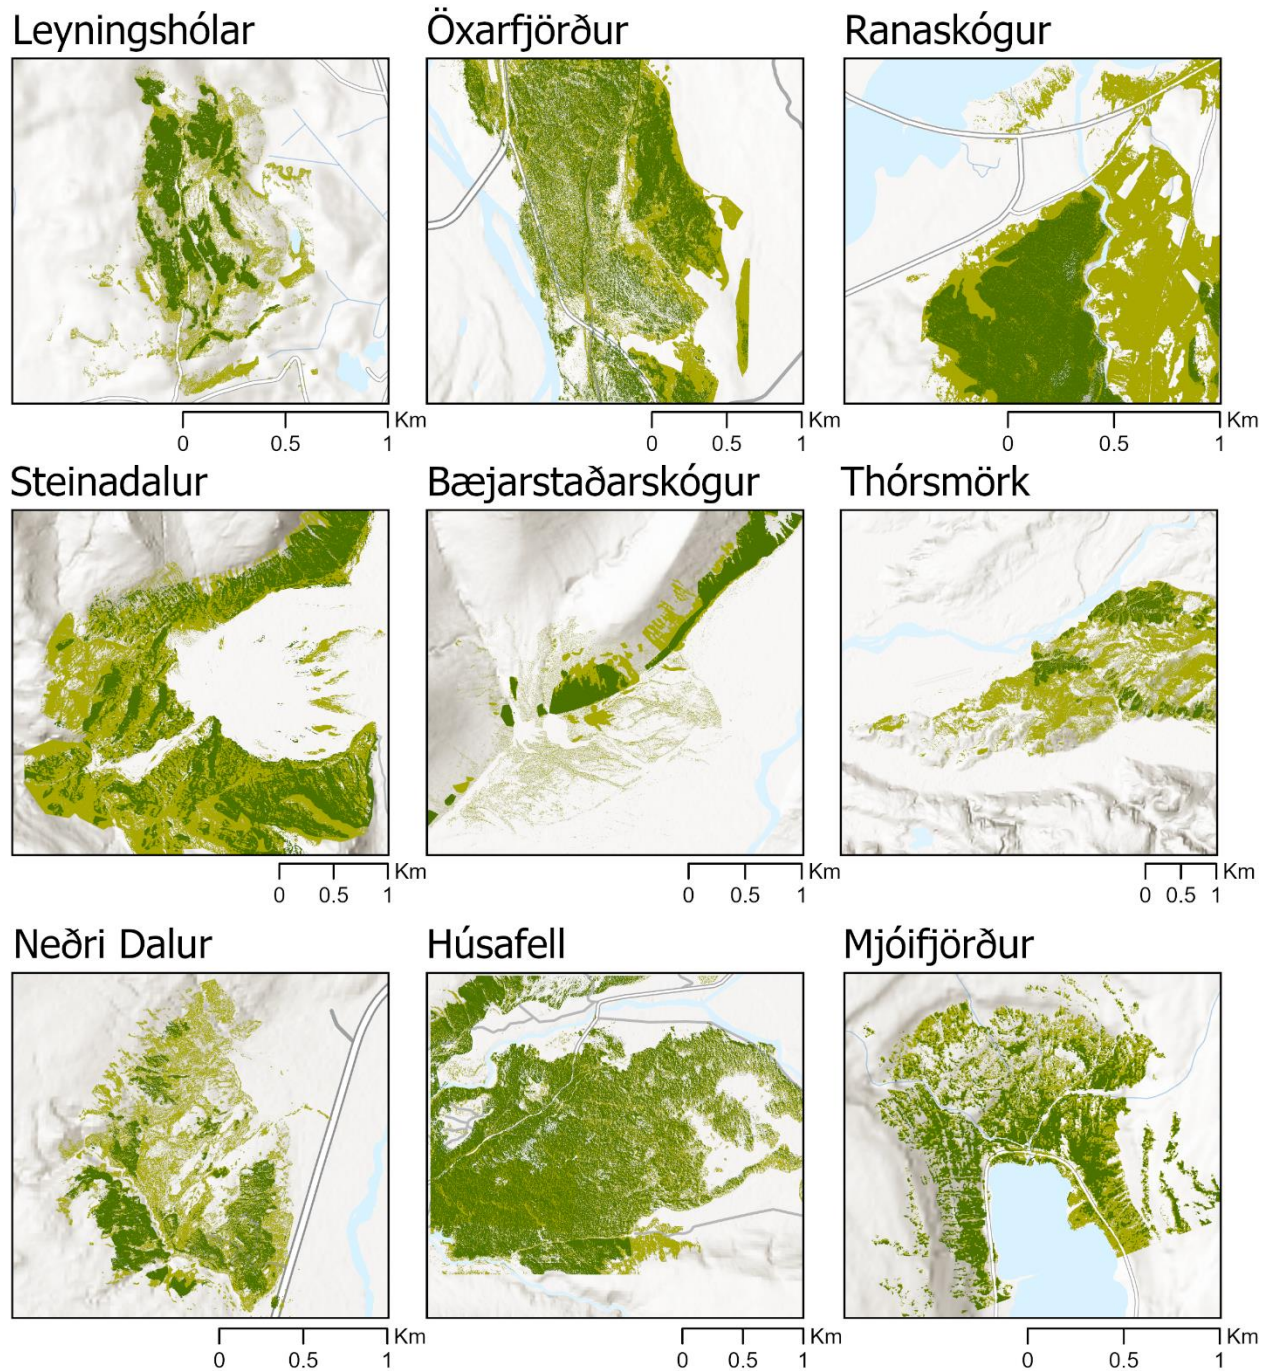 Leyningshólar Öxarfjörður Ranaskógur
Km Km Km
0 0.5 1 0 0.5 1 0 0.5 1
Steinadalur Bæjarstaðarskógur Thórsmörk
Km Km Km
0 0.5 1 0 0.5 1 0 0.5 1
Neðri Dalur Húsafell Mjóifjörður
Km Km Km
0 0.5 1 0 0.5 1 0 0.5 1